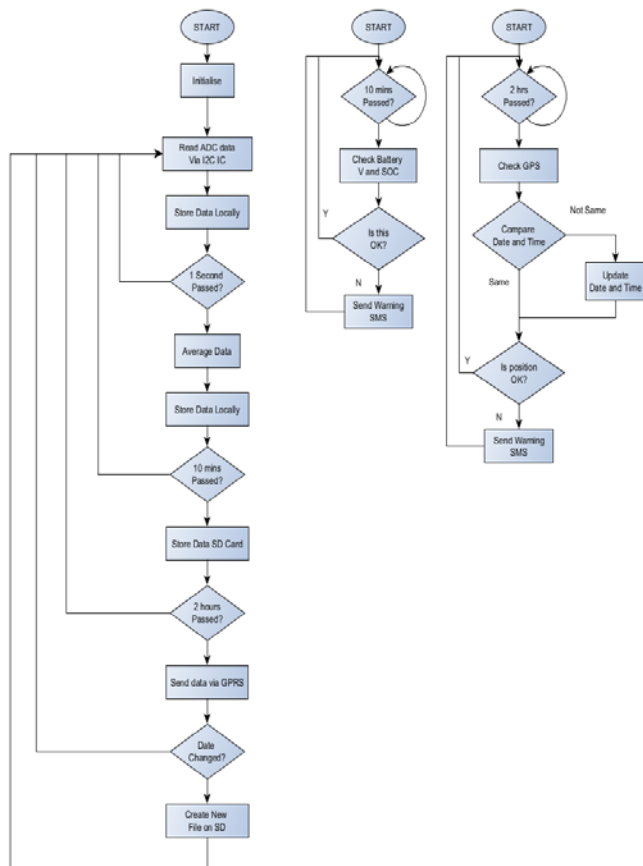 START
Initialise
Read ADC data
Via I2C IC
Store Data Locally
1 Second
Passed?
Average Data
Store Data Locally
10 mins
Passed?
Store Data SD Card
2 hours
Passed?
Send data via GPRS
Date
Changed?
Create New
File on SD
START
10 mins
Passed?
Check Battery
V and SOC
Y
Is this
OK?
N
Send Warning
SMS
START
2 hrs
Passed?
Check GPS
Not Same
Compare
Date and Time
Same
Update
Date and Time
Y
Is position
OK?
N
Send Warning
SMS